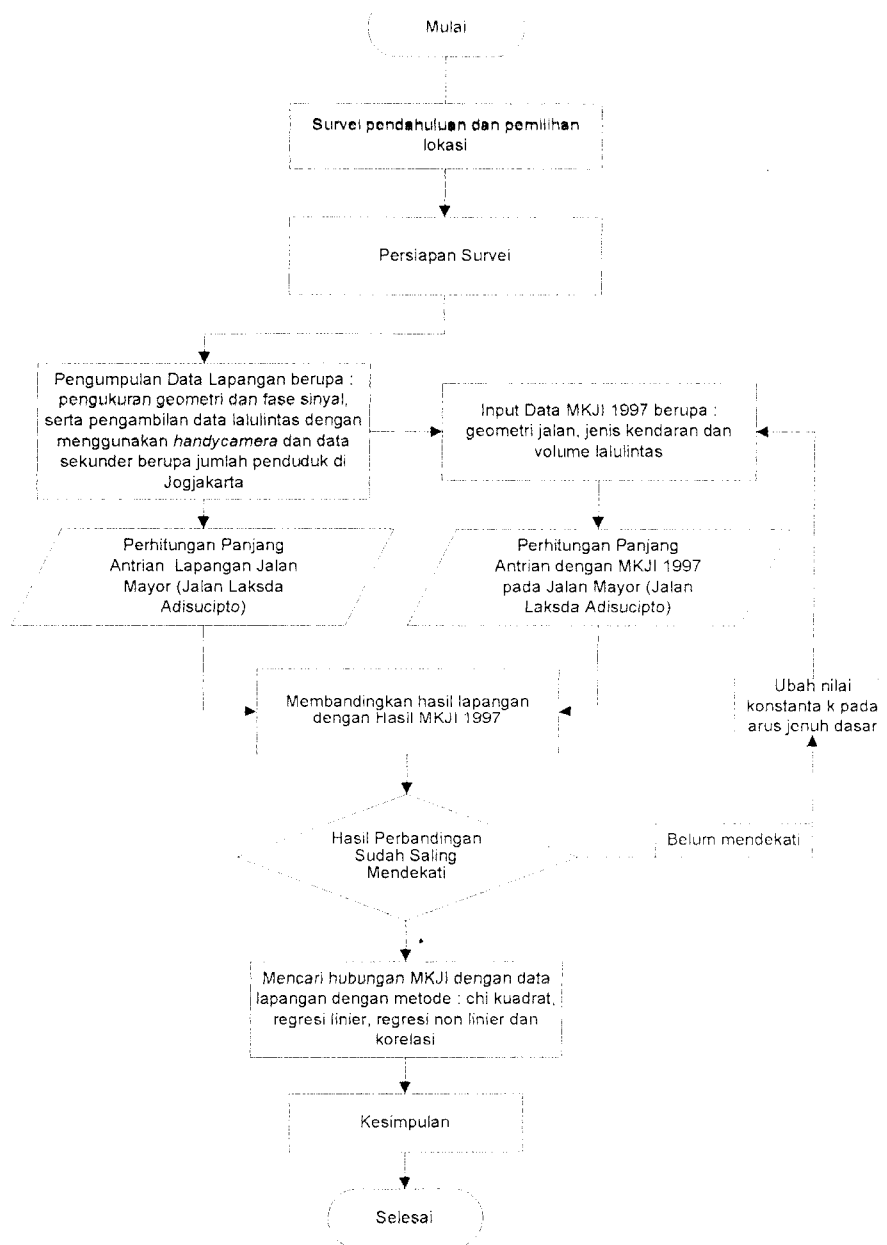 Mulai
Survei pendahuluan dan pemilihan
lokasi
Persiapan Survei
Pengumpulan Data Lapangan berupa :
pengukuran geometri dan fase sinyal,
serta pengambilan data lalulintas dengan
menggunakan handycamera dan data
sekunder berupa jumlah penduduk di
Jogjakarta
Input Data MKJI 1997 berupa :
geometri jalan, jenis kendaran dan
volume lalulintas
Perhitungan Panjang
Antrian Lapangan Jalan
Mayor (Jalan Laksda
Adisucipto)
Perhitungan Panjang
Antrian dengan MKJI 1997
pada Jalan Mayor (Jalan
Laksda Adisucipto)
Membandingkan hasil lapangan
dengan Hasil MKJI 1997
Ubah nilai
konstanta k pada
arus jenuh dasar
Hasil Perbandingan
Sudah Saling
Mendekati
Belum mendekati
Mencari hubungan MKJI dengan data
lapangan dengan metode : chi kuadrat,
regresi linier, regresi non linier dan
korelasi
Kesimpulan
Selesai